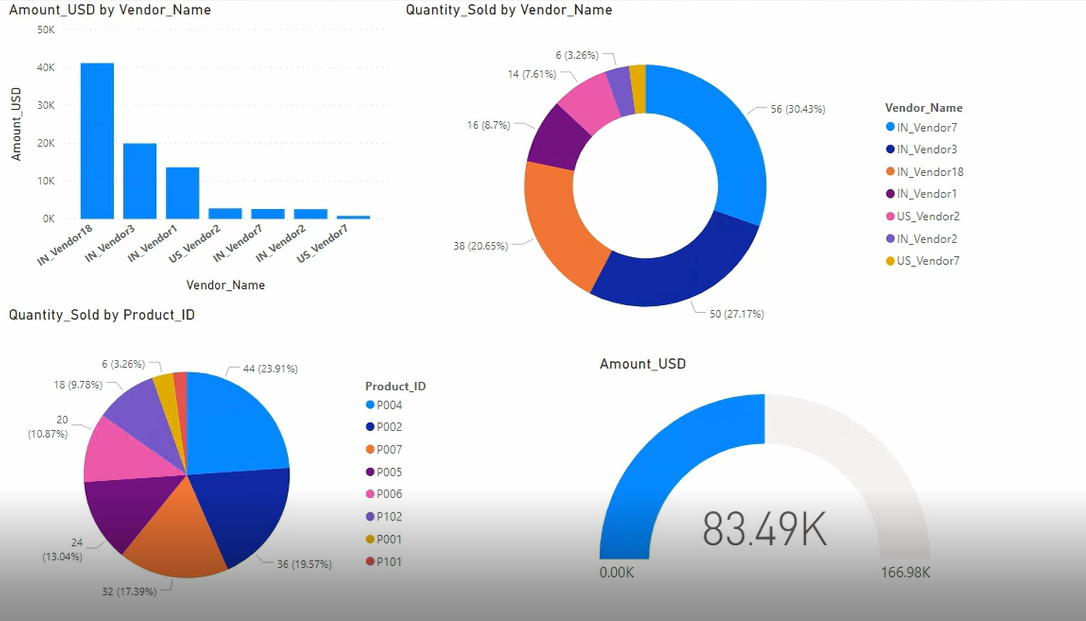 Amount_USD by Vendor_Name
50K
40K
30K
20K
10K
0K
Amount_USD
IN_Vendor18
IN_Vendor3
IN_Vendor1
US_Vendor2
IN_Vendor7
IN_Vendor2
US_Vendor7
Vendor_Name
Quantity_Sold by Vendor_Name
6 (3.26%)
14 (7.61%)
16 (8.7%)
38 (20.65%)
56 (30.43%)
50 (27.17%)
Vendor_Name
IN_Vendor7
IN_Vendor3
IN_Vendor18
IN_Vendor1
US_Vendor2
IN_Vendor2
US_Vendor7
Quantity_Sold by Product_ID
6 (3.26%)
18 (9.78%)
20
(10.87%)
24
(13.04%)
32 (17.39%)
44 (23.91%)
36 (19.57%)
Product_ID
P004
P002
P007
P005
P006
P102
P001
P101
Amount_USD
83.49K
0.00K
166.98K